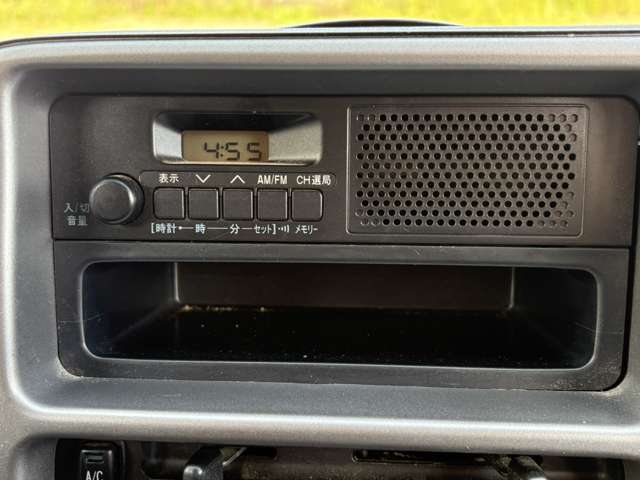 4:55
表示 ∨ ∧ AM/FM CH選局
入/切
音量
[時計•─時─分─セット]•))) メモリー
A/C